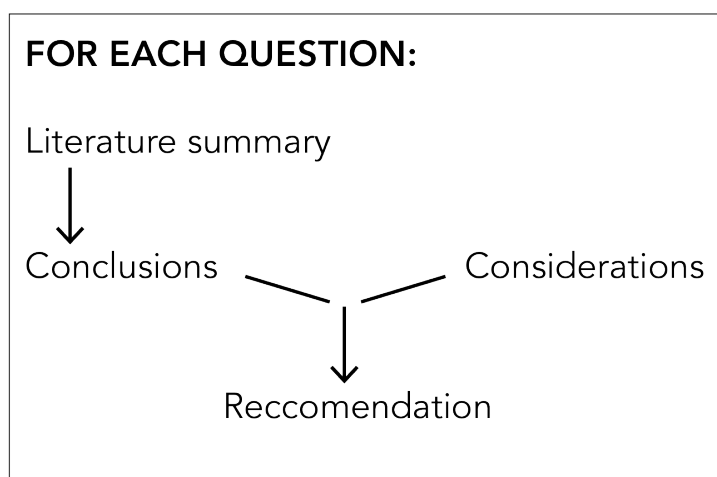 FOR EACH QUESTION:
Literature summary
Conclusions
Considerations
Reccomendation